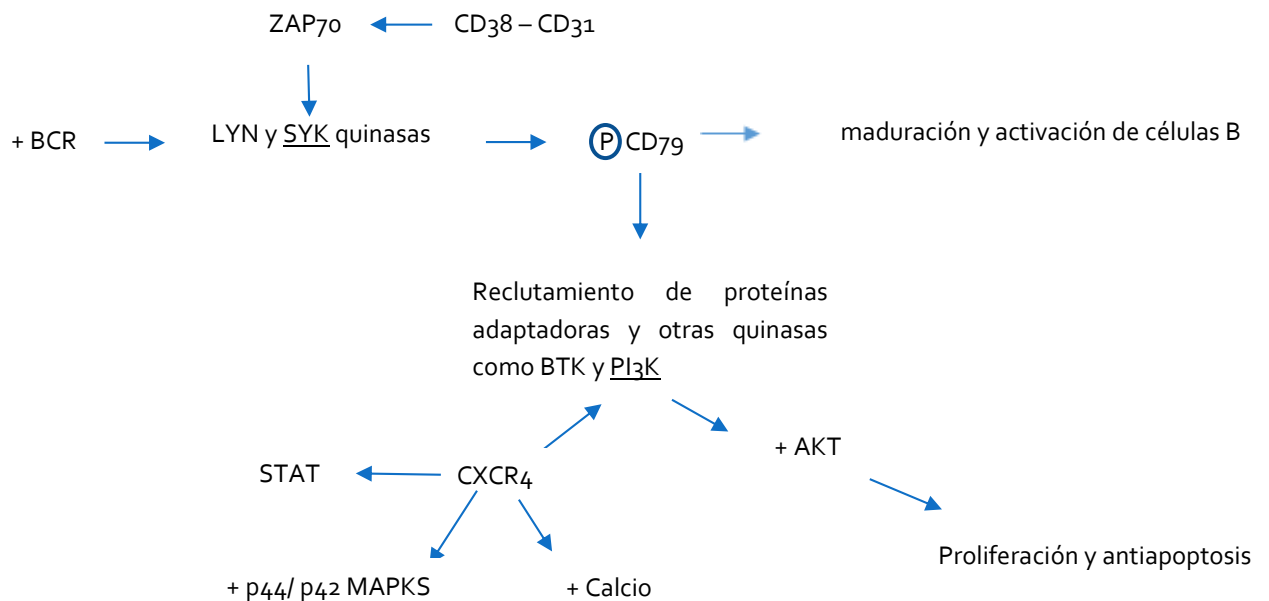 ZAP70
CD38 – CD31
+ BCR
LYN y SYK quinasas
P CD79
maduración y activación de células B
Reclutamiento de proteínas
adaptadoras y otras quinasas
como BTK y PI3K
+ AKT
STAT
CXCR4
Proliferación y antiapoptosis
+ p44/ p42 MAPKS
+ Calcio